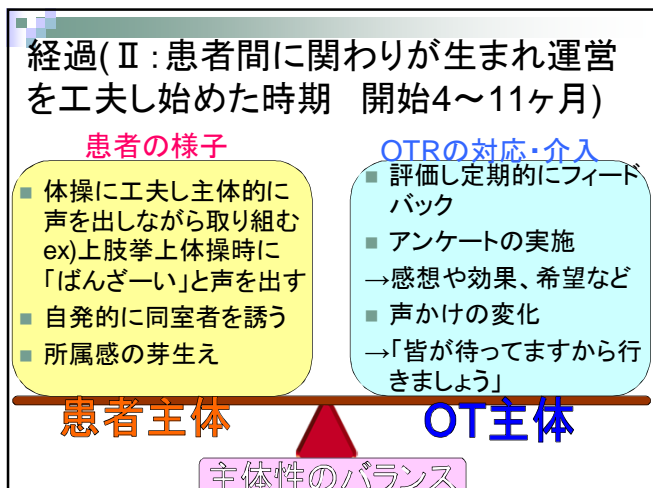 経過(Ⅱ:患者間に関わりが生まれ運営
を工夫し始めた時期　開始4～11ヶ月)
患者の様子
■ 体操に工夫し主体的に
声を出しながら取り組む
ex)上肢挙上体操時に
「ばんざーい」と声を出す
■ 自発的に同室者を誘う
■ 所属感の芽生え
OTRの対応・介入
■ 評価し定期的にフィード
バック
■ アンケートの実施
→感想や効果、希望など
■ 声かけの変化
→「皆が待ってますから行
きましょう」
患者主体
OT主体
主体性のバランス